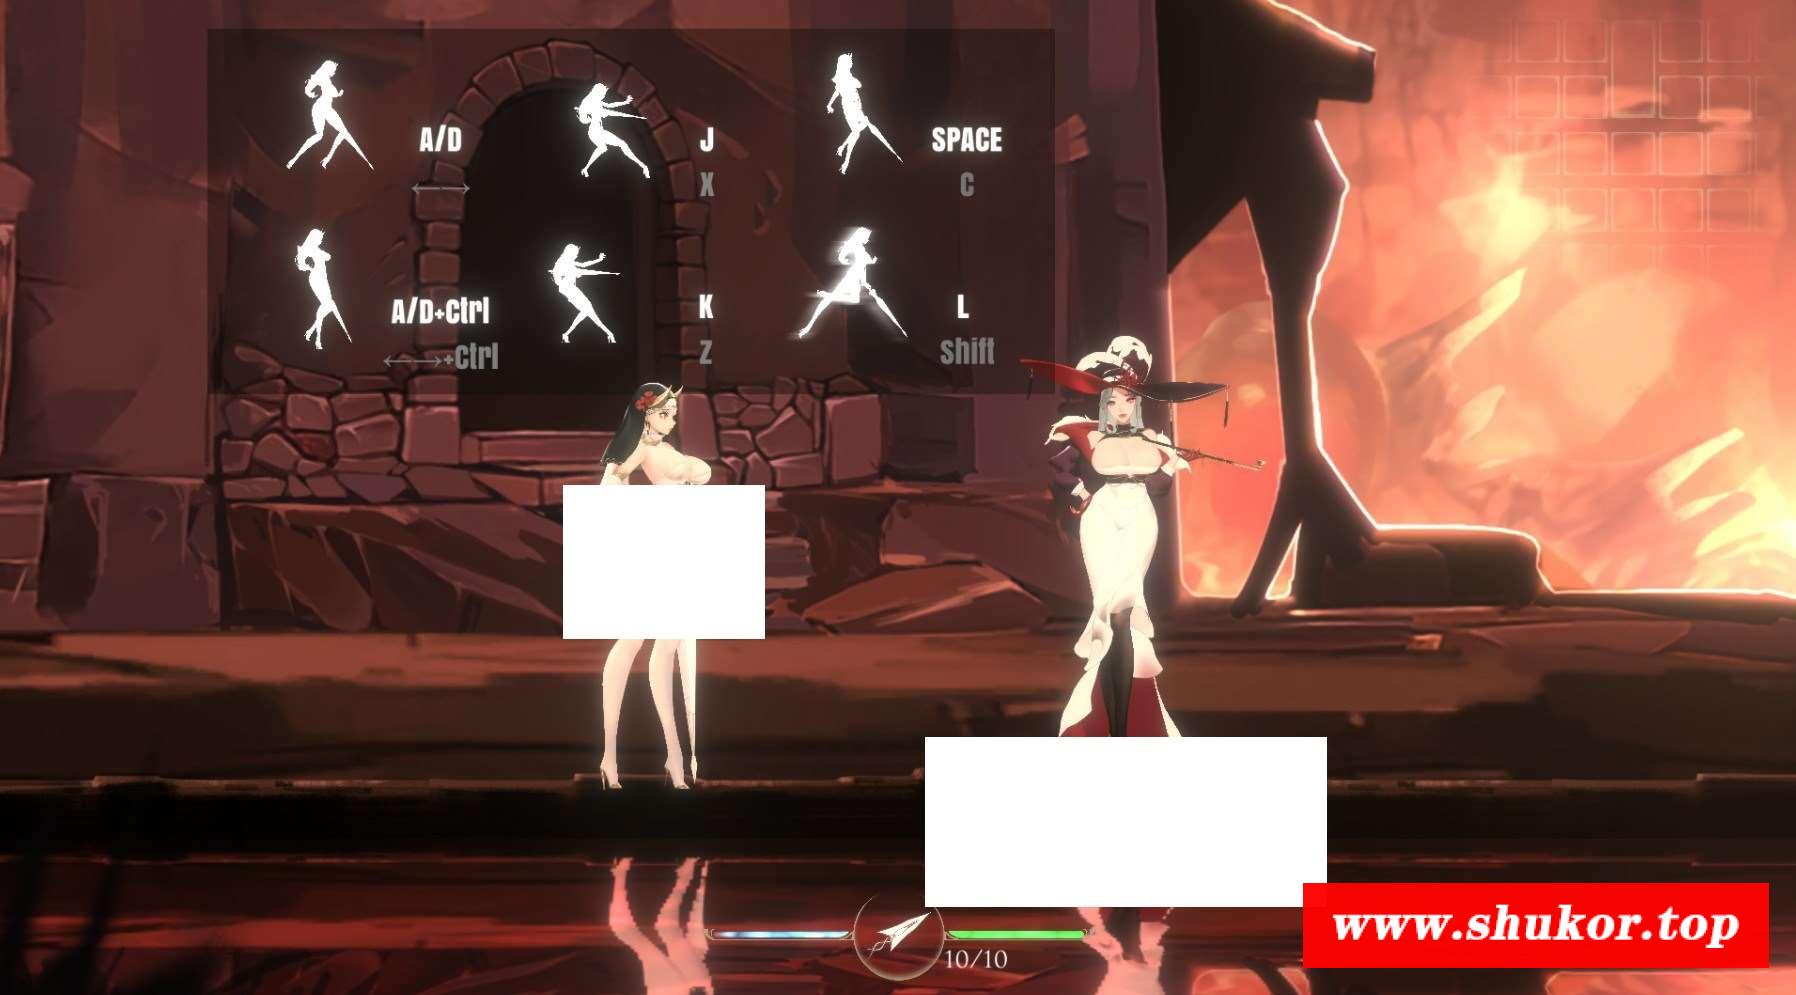 A/D
J
SPACE
X
C
A/D+Ctrl
K
L
+Ctrl
Z
Shift
10/10
www.shukor.top